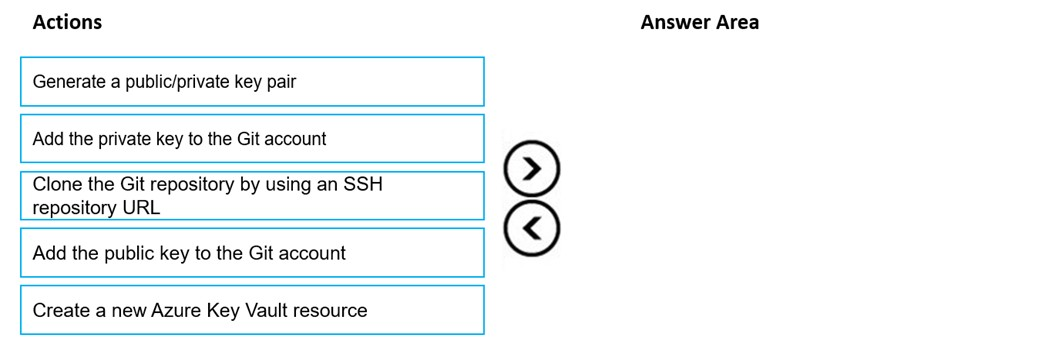 Actions
Answer Area
Generate a public/private key pair
Add the private key to the Git account
Clone the Git repository by using an SSH
repository URL
Add the public key to the Git account
Create a new Azure Key Vault resource